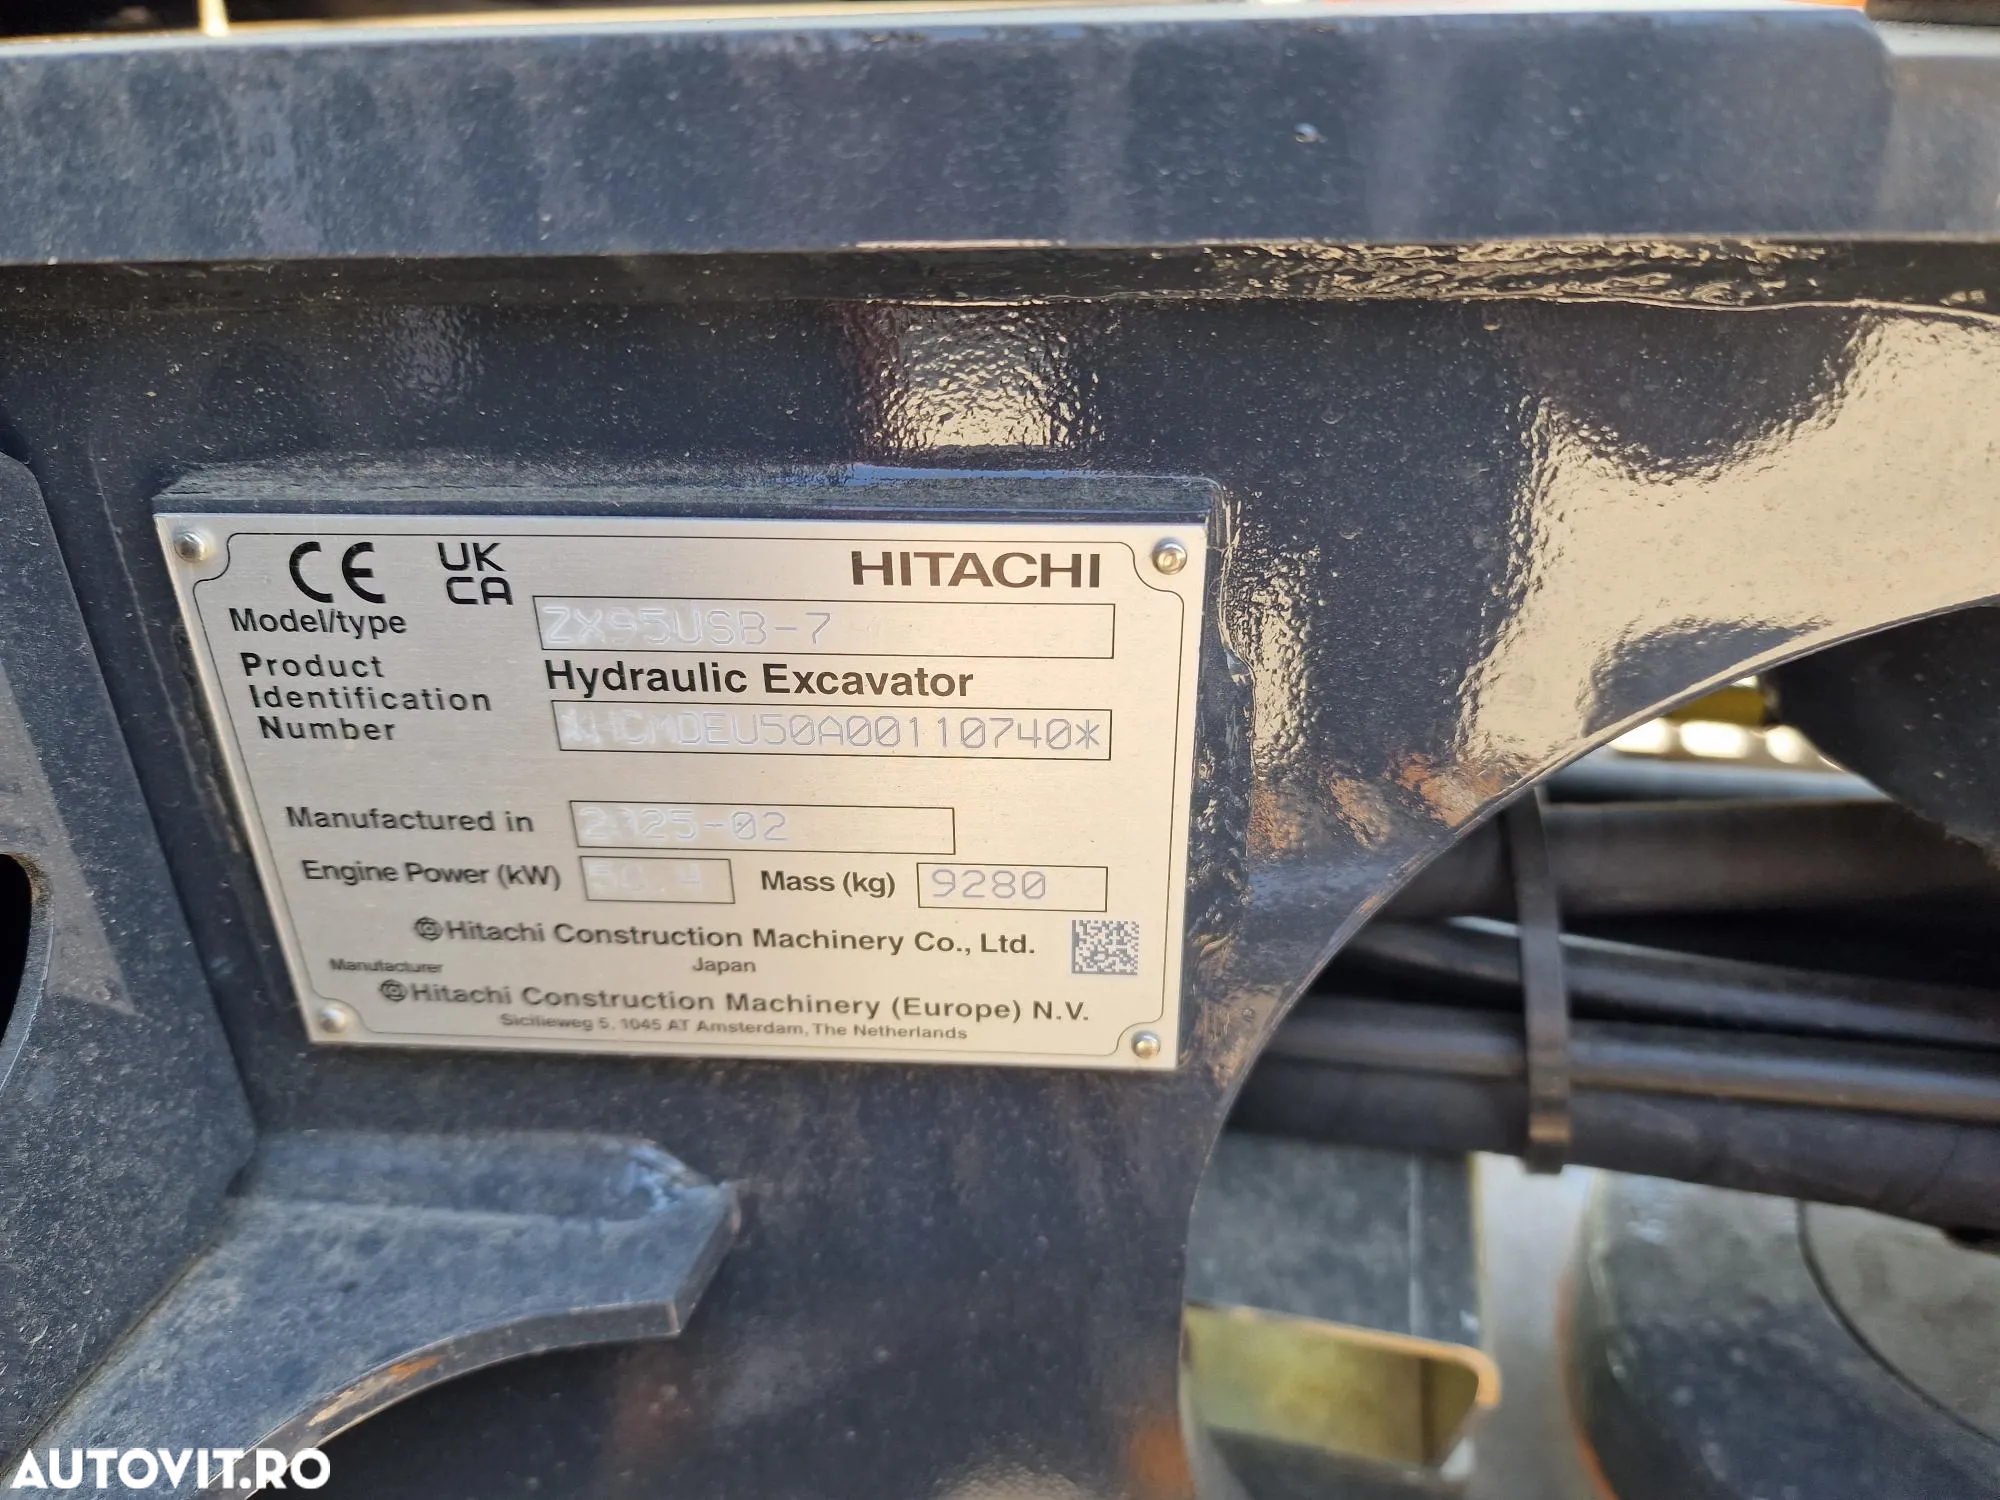 CE UK CA HITACHI
Model/type ZX95USB-7
Hydraulic Excavator
Product Identification Number *HCMDEU50A00110740*
Manufactured in 2025-02
Engine Power (kW) 50.4 Mass (kg) 9280
Hitachi Construction Machinery Co., Ltd.
Manufacturer Japan
Hitachi Construction Machinery (Europe) N.V.
Sicilieweg 5, 1045 AT Amsterdam, The Netherlands
AUTOVIT.RO